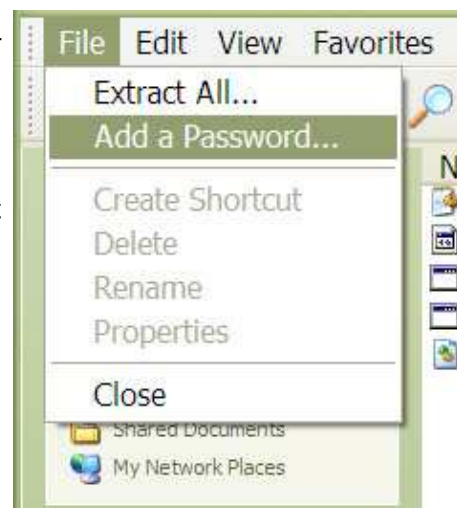 File Edit View Favorites
Extract All...
Add a Password...
Create Shortcut
Delete
Rename
Properties
Close
Shared Documents
My Network Places